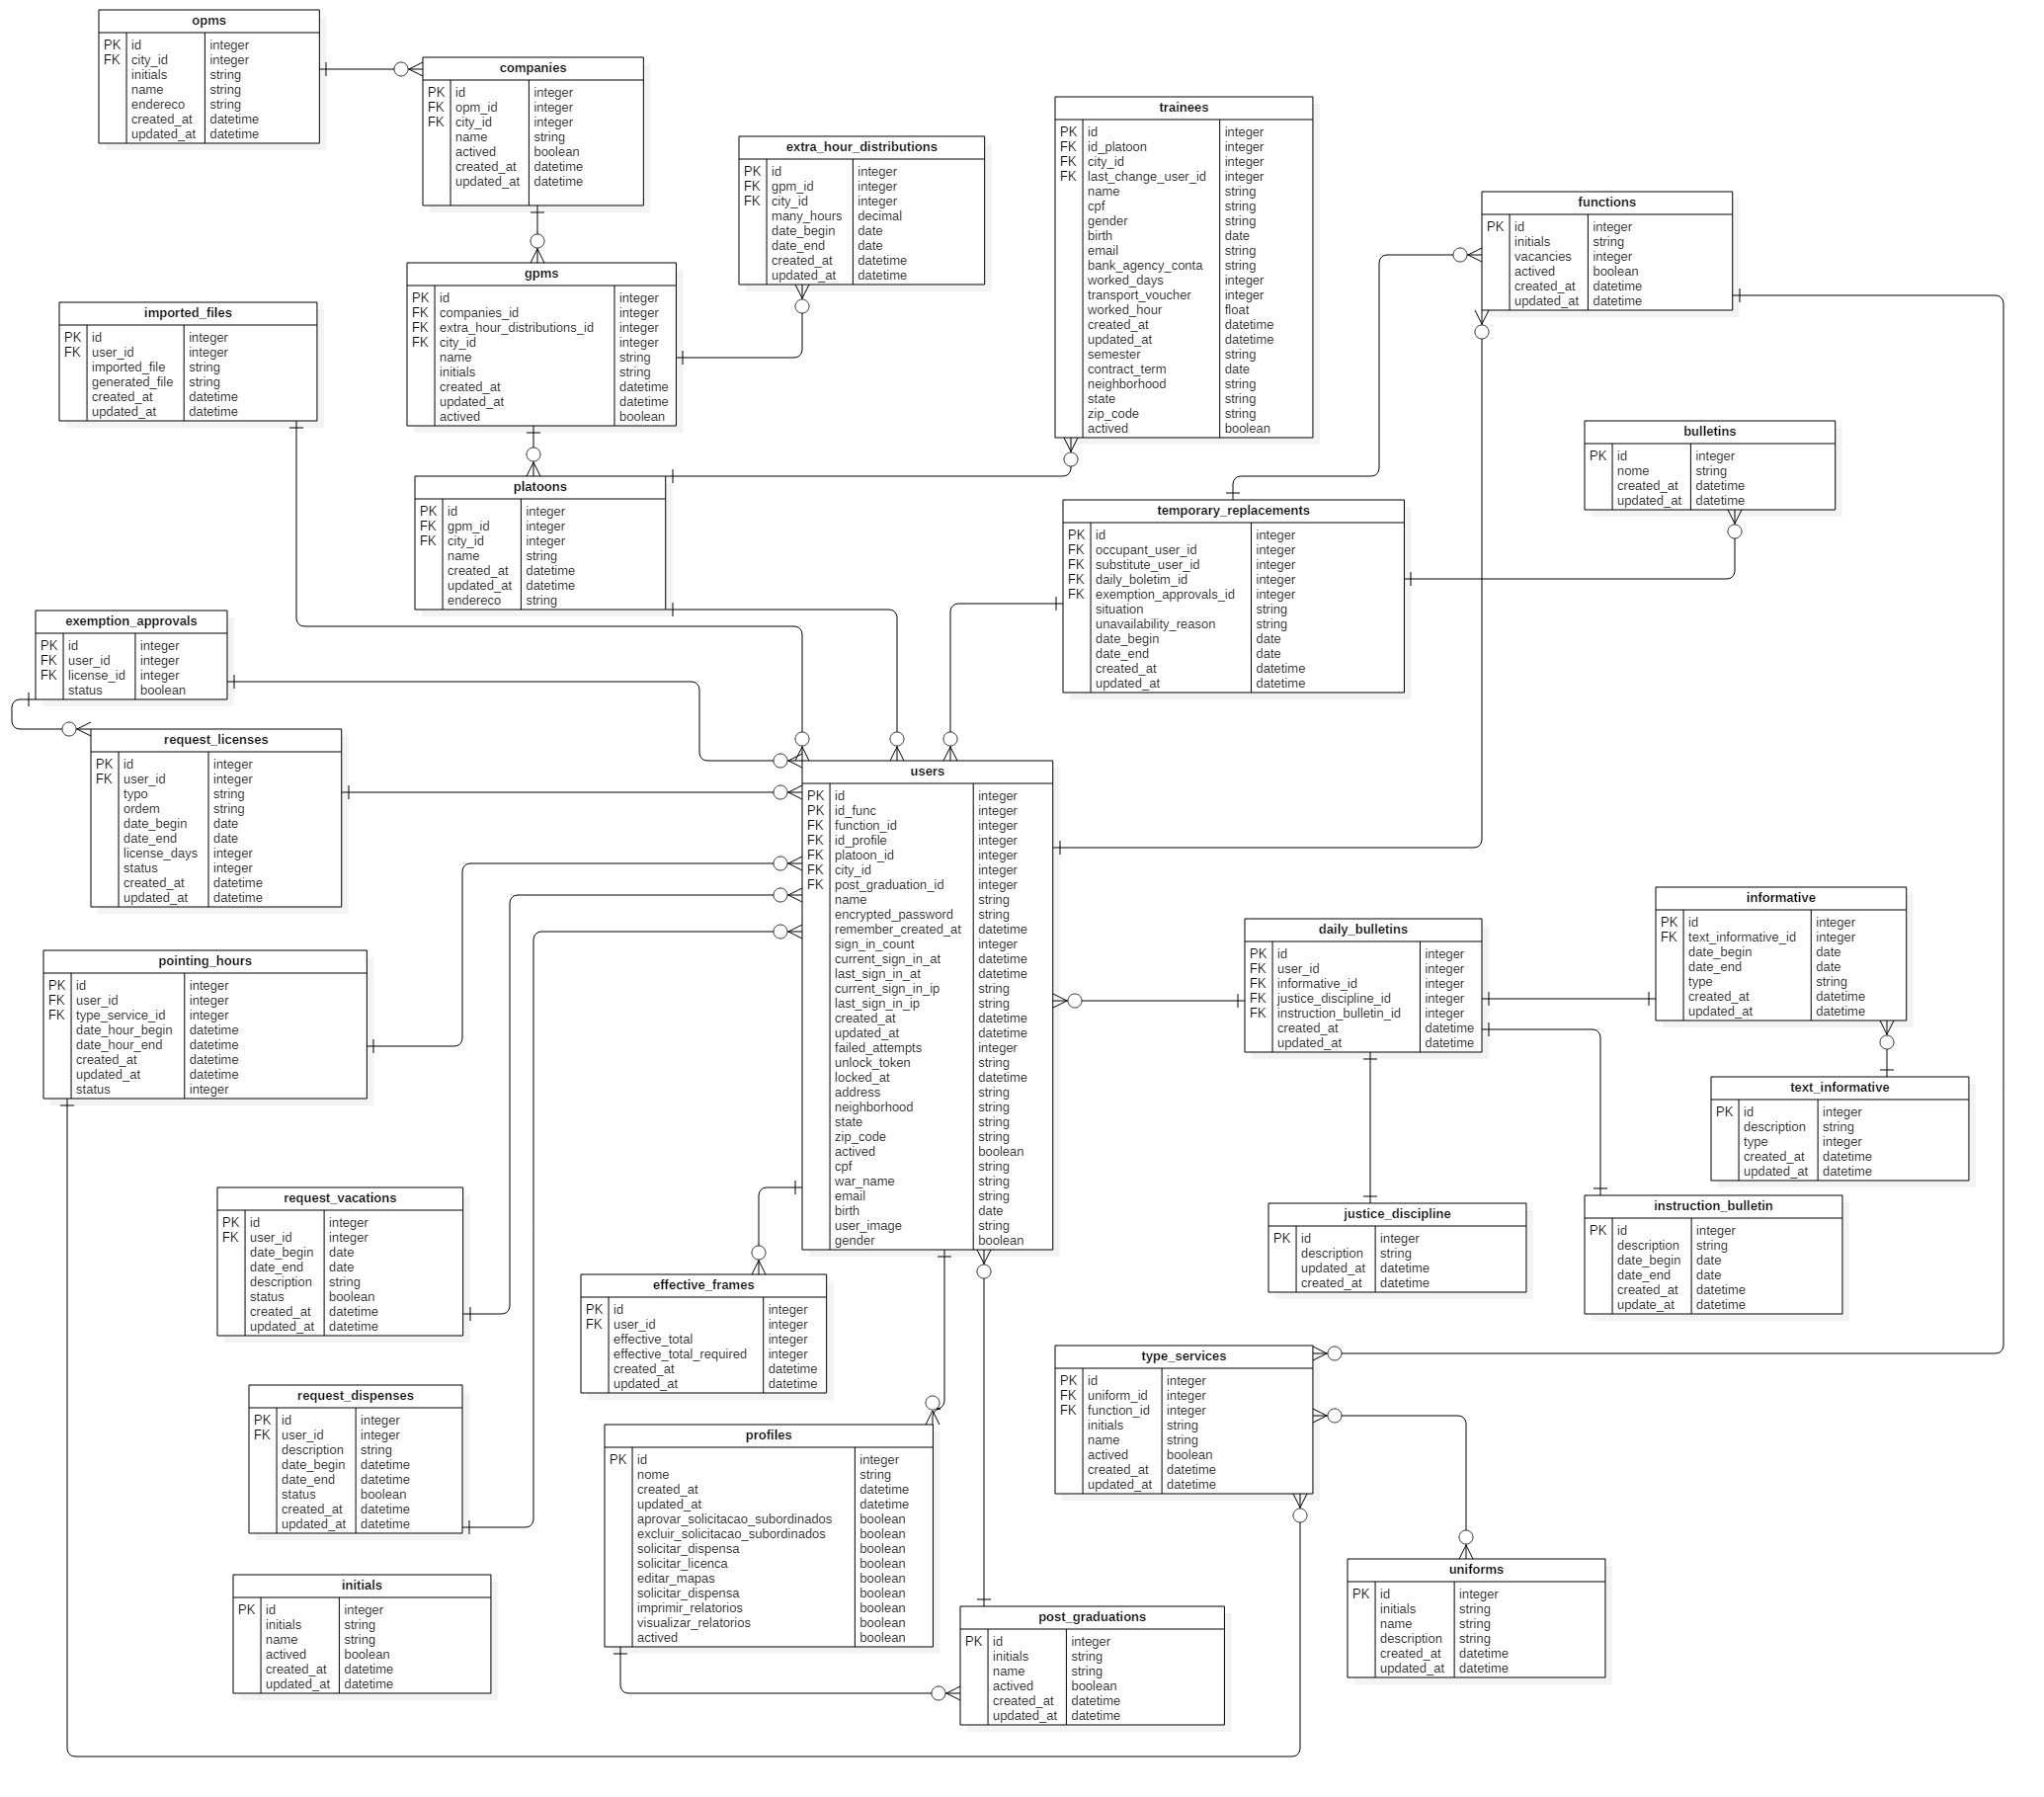 opms
PK id integer
FK city_id integer
initials string
name string
endereco string
created_at datetime
updated_at datetime
companies
PK id integer
FK opm_id integer
FK city_id integer
name string
actived boolean
created_at datetime
updated_at datetime
extra_hour_distributions
PK id integer
FK gpm_id integer
FK city_id integer
many_hours decimal
date_begin date
date_end date
created_at datetime
updated_at datetime
trainees
PK id integer
FK id_platoon integer
FK city_id integer
FK last_change_user_id integer
name string
cpf string
gender string
birth date
email string
bank_agency_conta string
worked_days integer
transport_voucher integer
worked_hour float
created_at datetime
updated_at datetime
semester string
contract_term date
neighborhood string
state string
zip_code string
actived boolean
functions
PK id integer
initials string
vacancies integer
actived boolean
created_at datetime
updated_at datetime
gpms
PK id integer
FK companies_id integer
FK extra_hour_distributions_id integer
FK city_id integer
name string
initials string
created_at datetime
updated_at datetime
actived boolean
imported_files
PK id integer
FK user_id integer
imported_file string
generated_file string
created_at datetime
updated_at datetime
bulletins
PK id integer
nome string
created_at datetime
updated_at datetime
platoons
PK id integer
FK gpm_id integer
FK city_id integer
name string
created_at datetime
updated_at datetime
endereco string
temporary_replacements
PK id integer
FK occupant_user_id integer
FK substitute_user_id integer
FK daily_boletim_id integer
FK exemption_approvals_id integer
situation string
unavailability_reason string
date_begin date
date_end date
created_at datetime
updated_at datetime
exemption_approvals
PK id integer
FK user_id integer
FK license_id integer
status boolean
request_licenses
PK id integer
FK user_id integer
typo string
ordem string
date_begin date
date_end date
license_days integer
status integer
created_at datetime
updated_at datetime
users
PK id integer
PK id_func integer
FK function_id integer
FK id_profile integer
FK platoon_id integer
FK city_id integer
FK post_graduation_id integer
name string
encrypted_password string
remember_created_at datetime
sign_in_count integer
current_sign_in_at datetime
last_sign_in_at datetime
current_sign_in_ip string
last_sign_in_ip string
created_at datetime
updated_at datetime
failed_attempts integer
unlock_token string
locked_at datetime
address string
neighborhood string
state string
zip_code string
actived boolean
cpf string
war_name string
email string
birth date
user_image string
gender boolean
informative
PK id integer
FK text_informative_id integer
date_begin date
date_end date
type string
created_at datetime
updated_at datetime
daily_bulletins
PK id integer
FK user_id integer
FK informative_id integer
FK justice_discipline_id integer
FK instruction_bulletin_id integer
created_at datetime
updated_at datetime
pointing_hours
PK id integer
FK user_id integer
FK type_service_id integer
date_hour_begin datetime
date_hour_end datetime
created_at datetime
updated_at datetime
status integer
text_informative
PK id integer
description string
type integer
created_at datetime
updated_at datetime
request_vacations
PK id integer
FK user_id integer
date_begin date
date_end date
description string
status boolean
created_at datetime
updated_at datetime
justice_discipline
PK id integer
description string
updated_at datetime
created_at datetime
instruction_bulletin
PK id integer
description string
date_begin date
date_end date
created_at datetime
update_at datetime
effective_frames
PK id integer
FK user_id integer
effective_total integer
effective_total_required integer
created_at datetime
updated_at datetime
type_services
PK id integer
FK uniform_id integer
FK function_id integer
initials string
name string
actived boolean
created_at datetime
updated_at datetime
request_dispenses
PK id integer
FK user_id integer
description string
date_begin datetime
date_end datetime
status boolean
created_at datetime
updated_at datetime
profiles
PK id integer
nome string
created_at datetime
updated_at datetime
aprovar_solicitacao_subordinados boolean
excluir_solicitacao_subordinados boolean
solicitar_dispensa boolean
solicitar_licenca boolean
editar_mapas boolean
solicitar_dispensa boolean
imprimir_relatorios boolean
visualizar_relatorios boolean
actived boolean
uniforms
PK id integer
initials string
name string
description string
created_at datetime
updated_at datetime
initials
PK id integer
initials string
name string
actived boolean
created_at datetime
updated_at datetime
post_graduations
PK id integer
initials string
name string
actived boolean
created_at datetime
updated_at datetime